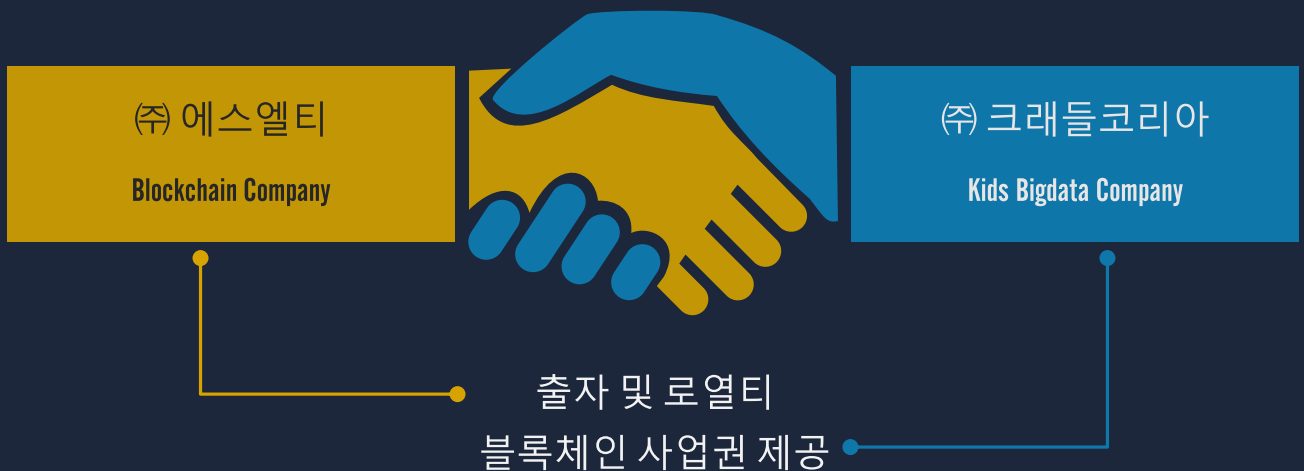 ㈜ 에스엘티
Blockchain Company
㈜ 크래들코리아
Kids Bigdata Company
출자 및 로열티
블록체인 사업권 제공